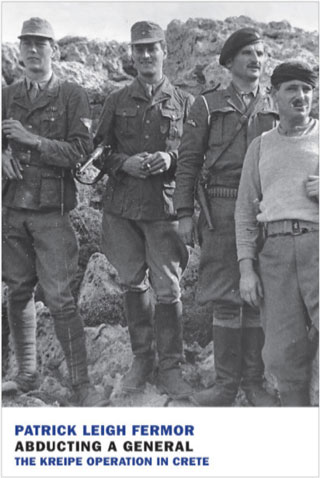 PATRICK LEIGH FERMOR
ABDUCTING A GENERAL
THE KREIPE OPERATION IN CRETE